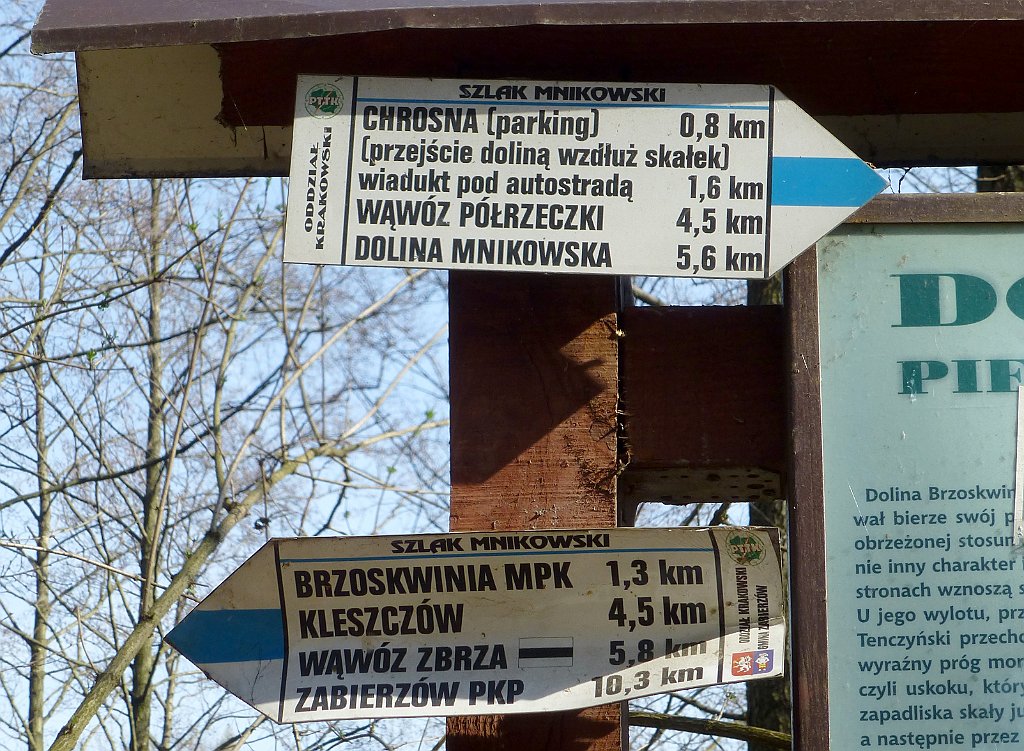 SZLAK MNIKOWSKI
PTTK
ODDZIAŁ
KRAKOWSKI
CHROSNA (parking) 0,8 km
(przejście doliną wzdłuż skałek)
wiadukt pod autostradą 1,6 km
WĄWÓZ PÓŁRZECZKI 4,5 km
DOLINA MNIKOWSKA 5,6 km
SZLAK MNIKOWSKI
BRZOSKWINIA MPK 1,3 km
KLESZCZÓW 4,5 km
WĄWÓZ ZBRZA 5,8 km
ZABIERZÓW PKP 10,3 km
ODDZIAŁ KRAKOWSKI
GMINA ZABIERZÓW
DO
PIE
Dolina Brzoskwin
wał bierze swój p
obrzeżonej stosun
nie inny charakter
stronach wznoszą s
U jego wylotu, prz
Tenczyński przecho
wyraźny próg mor
czyli uskoku, któr
zapadliska skały ju
a następnie przez